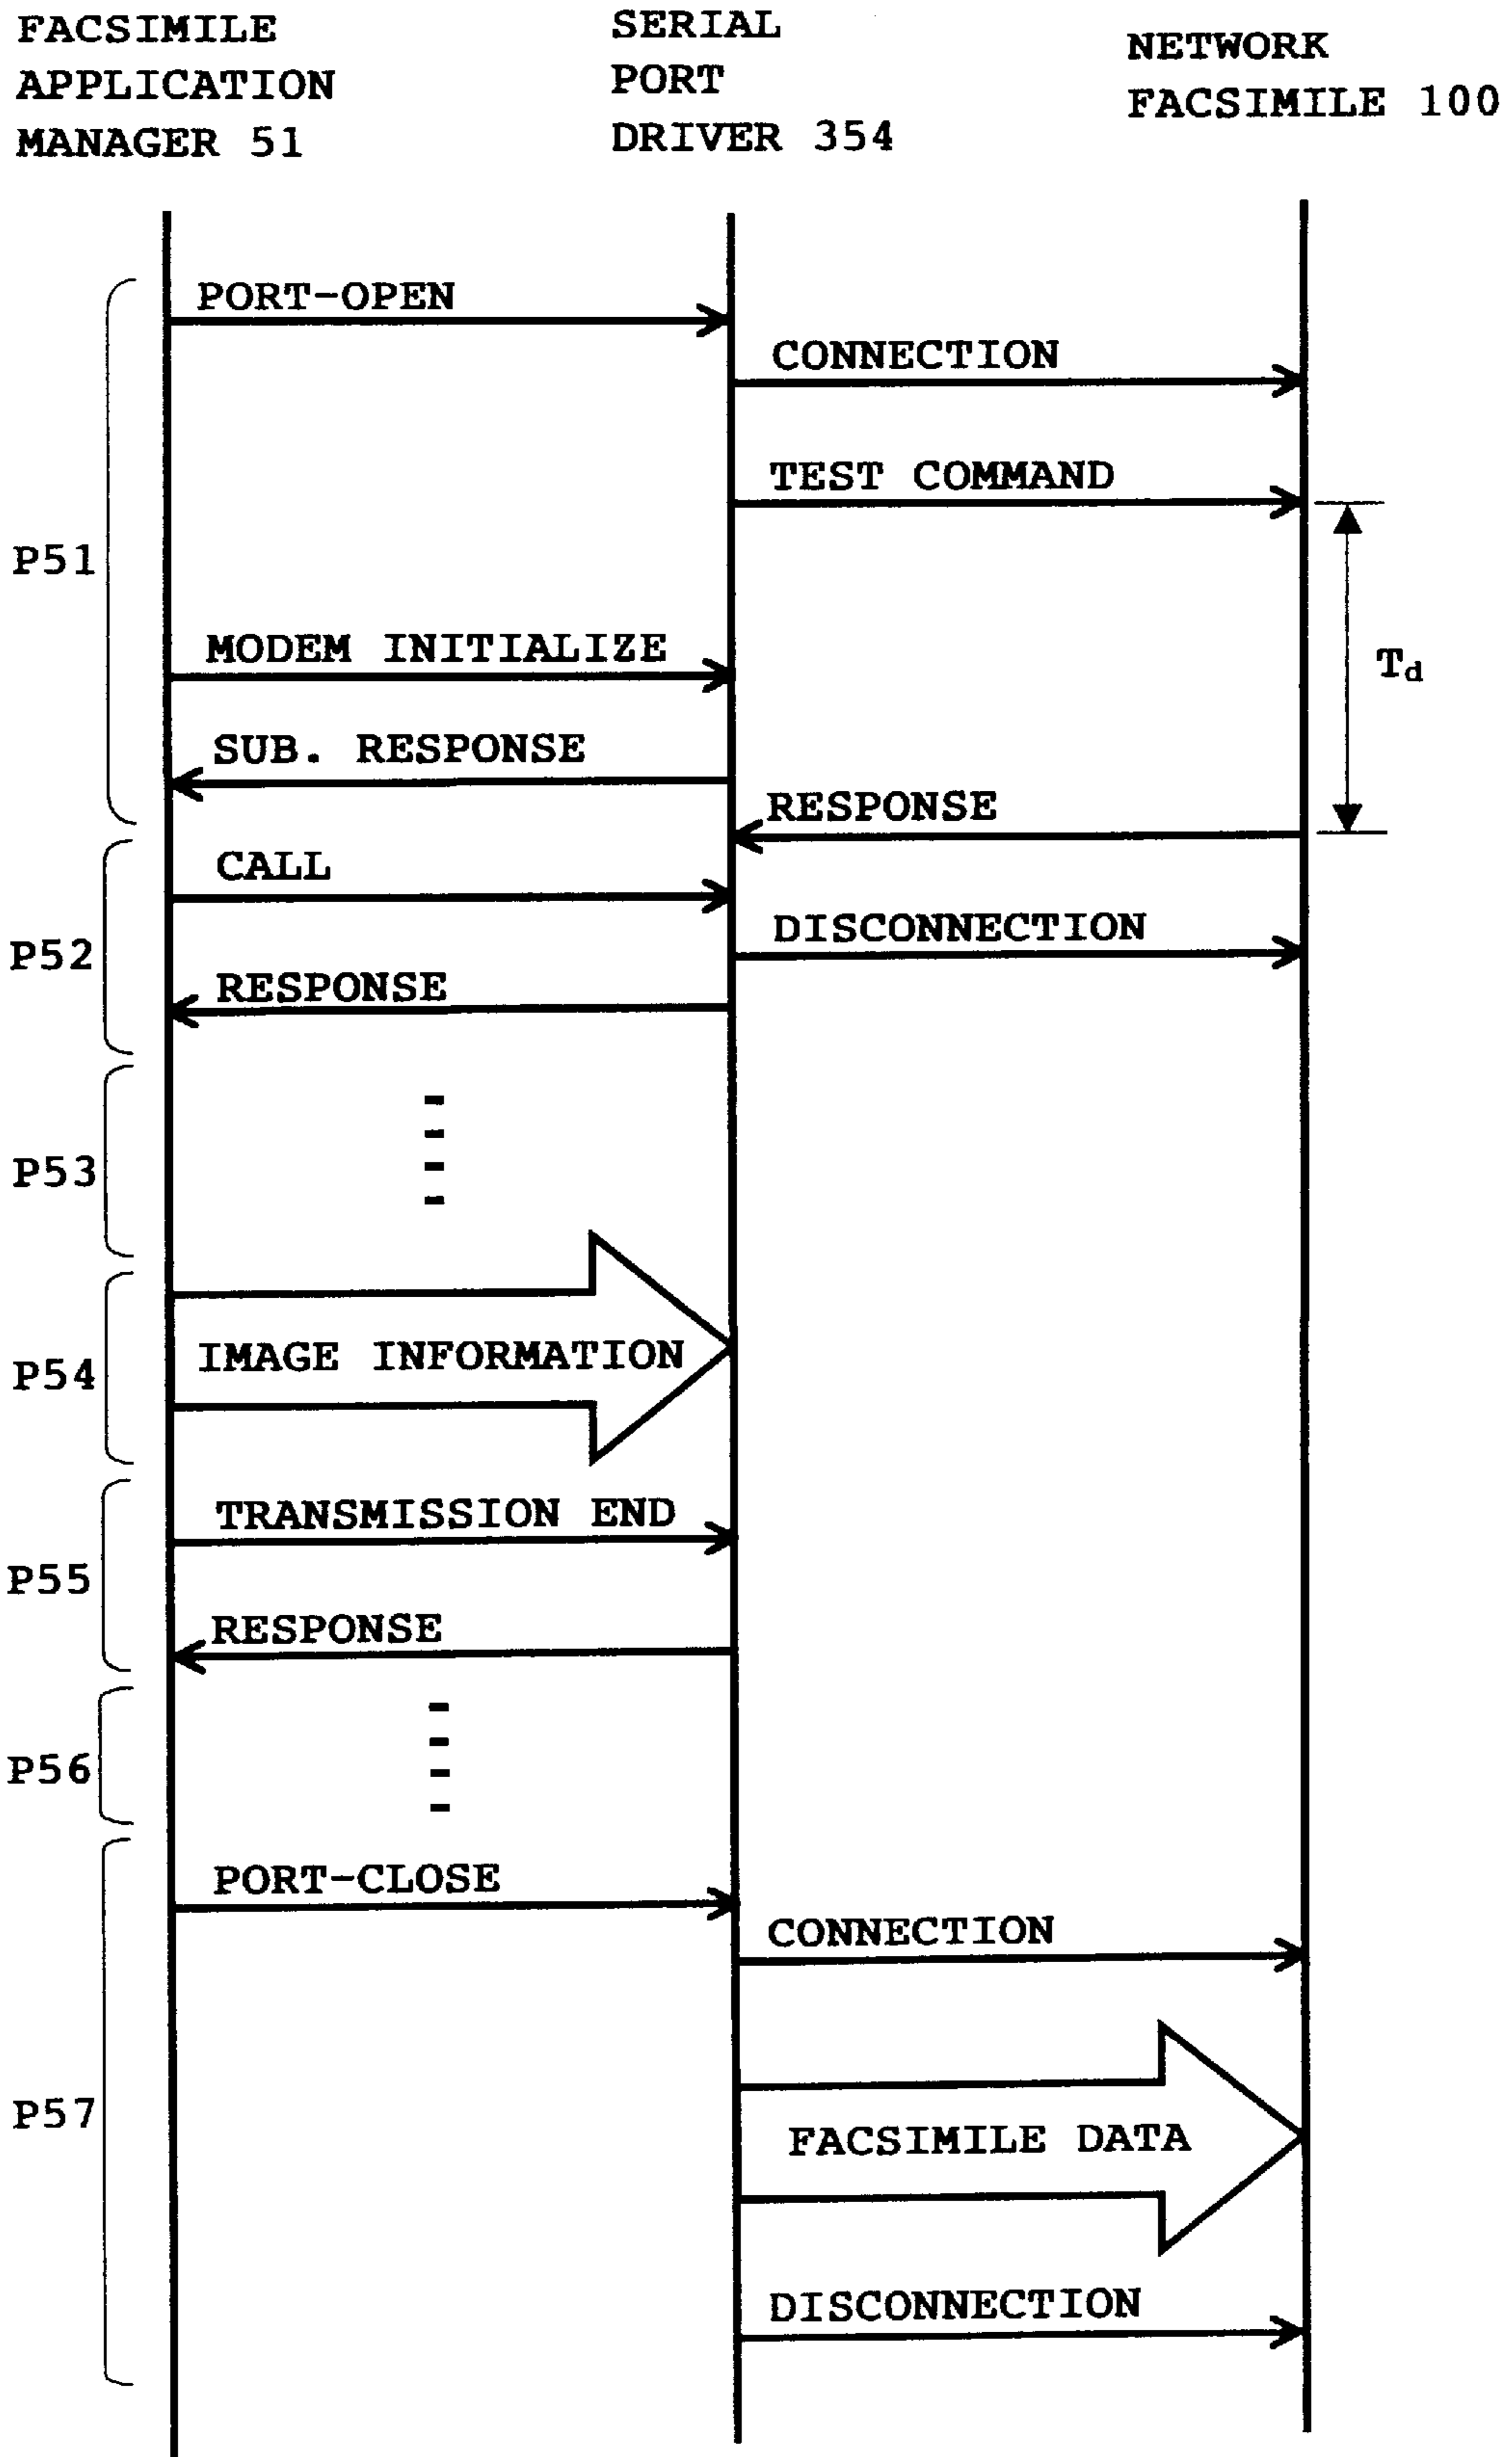 FACSIMILE
APPLICATION
MANAGER 51
SERIAL
PORT
DRIVER 354
NETWORK
FACSIMILE 100
PORT-OPEN
CONNECTION
TEST COMMAND
P51
MODEM INITIALIZE
Td
SUB. RESPONSE
RESPONSE
CALL
DISCONNECTION
P52
RESPONSE
P53
IMAGE INFORMATION
P54
TRANSMISSION END
P55
RESPONSE
P56
PORT-CLOSE
CONNECTION
P57
FACSIMILE DATA
DISCONNECTION